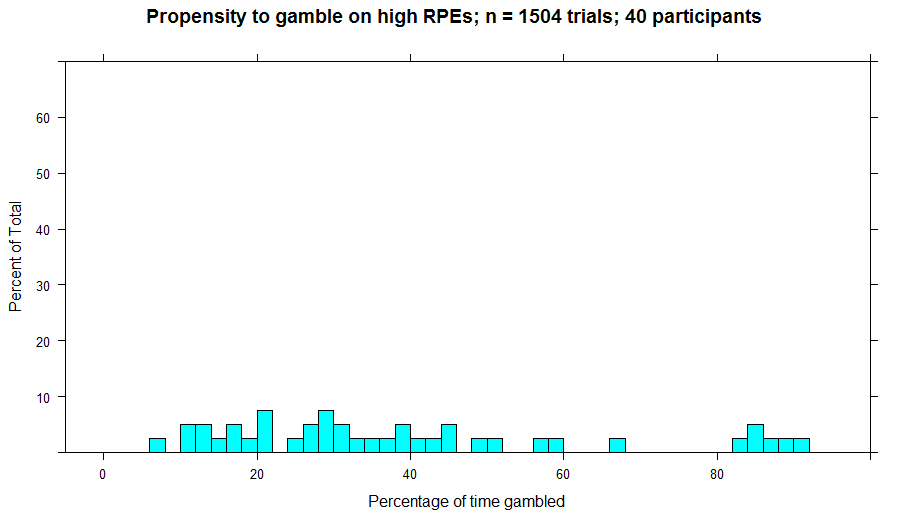 Propensity to gamble on high RPEs; n = 1504 trials; 40 participants
Percent of Total
60
50
40
30
20
10
0 20 40 60 80
Percentage of time gambled